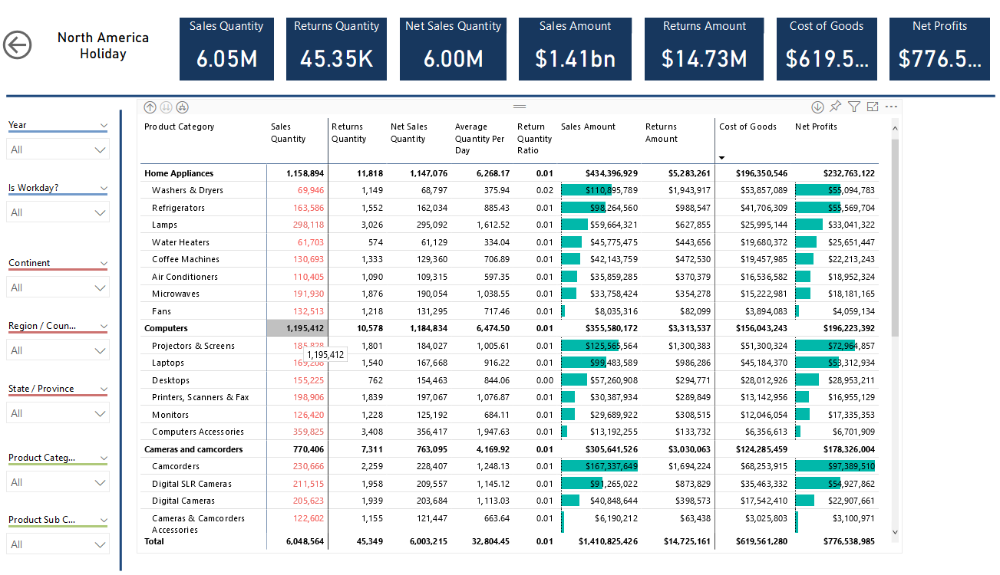 North America
Holiday
Sales Quantity
6.05M
Returns Quantity
45.35K
Net Sales Quantity
6.00M
Sales Amount
$1.41bn
Returns Amount
$14.73M
Cost of Goods
$619.5...
Net Profits
$776.5...
Year
All
Is Workday?
All
Continent
All
Region / Coun...
All
State / Province
All
Product Categ...
All
Product Sub C...
All
Product Category Sales Quantity Returns Quantity Net Sales Quantity Average Quantity Per Day Return Quantity Ratio Sales Amount Returns Amount Cost of Goods Net Profits
Home Appliances 1,158,894 11,818 1,147,076 6,268.17 0.01 $434,396,929 $5,283,261 $196,350,546 $232,763,122
Washers & Dryers 69,946 1,149 68,797 375.94 0.02 $110,895,789 $1,943,917 $53,857,089 $55,094,783
Refrigerators 163,586 1,552 162,034 885.43 0.01 $98,264,560 $988,547 $41,706,309 $55,569,704
Lamps 298,118 3,026 295,092 1,612.52 0.01 $59,664,321 $627,855 $25,995,144 $33,041,322
Water Heaters 61,703 574 61,129 334.04 0.01 $45,775,475 $443,656 $19,680,372 $25,651,447
Coffee Machines 130,693 1,333 129,360 706.89 0.01 $42,143,759 $472,530 $19,457,985 $22,213,243
Air Conditioners 110,405 1,090 109,315 597.35 0.01 $35,859,285 $370,379 $16,536,582 $18,952,324
Microwaves 191,930 1,876 190,054 1,038.55 0.01 $33,758,424 $354,278 $15,222,981 $18,181,165
Fans 132,513 1,218 131,295 717.46 0.01 $8,035,316 $82,099 $3,894,083 $4,059,134
Computers 1,195,412 10,578 1,184,834 6,474.50 0.01 $355,580,172 $3,313,537 $156,043,243 $196,223,392
Projectors & Screens 185,828 1,801 184,027 1,005.61 0.01 $125,565,564 $1,300,383 $51,300,324 $72,964,857
1,195,412
Laptops 169,208 1,540 167,668 916.22 0.01 $99,483,589 $986,286 $45,184,370 $53,312,934
Desktops 155,225 762 154,463 844.06 0.00 $57,260,908 $294,771 $28,012,926 $28,953,211
Printers, Scanners & Fax 198,906 1,839 197,067 1,076.87 0.01 $30,387,934 $289,849 $13,142,956 $16,955,129
Monitors 126,420 1,228 125,192 684.11 0.01 $29,689,922 $308,515 $12,046,054 $17,335,353
Computers Accessories 359,825 3,408 356,417 1,947.63 0.01 $13,192,255 $133,732 $6,356,613 $6,701,909
Cameras and camcorders 770,406 7,311 763,095 4,169.92 0.01 $305,641,526 $3,030,063 $124,285,459 $178,326,004
Camcorders 230,666 2,259 228,407 1,248.13 0.01 $167,337,649 $1,694,224 $68,253,915 $97,389,510
Digital SLR Cameras 211,515 1,958 209,557 1,145.12 0.01 $91,265,022 $873,829 $35,463,332 $54,927,862
Digital Cameras 205,623 1,939 203,684 1,113.03 0.01 $40,848,644 $398,573 $17,542,410 $22,907,661
Cameras & Camcorders Accessories 122,602 1,155 121,447 663.64 0.01 $6,190,212 $63,438 $3,025,803 $3,100,971
Total 6,048,564 45,349 6,003,215 32,804.45 0.01 $1,410,825,426 $14,725,161 $619,561,280 $776,538,985